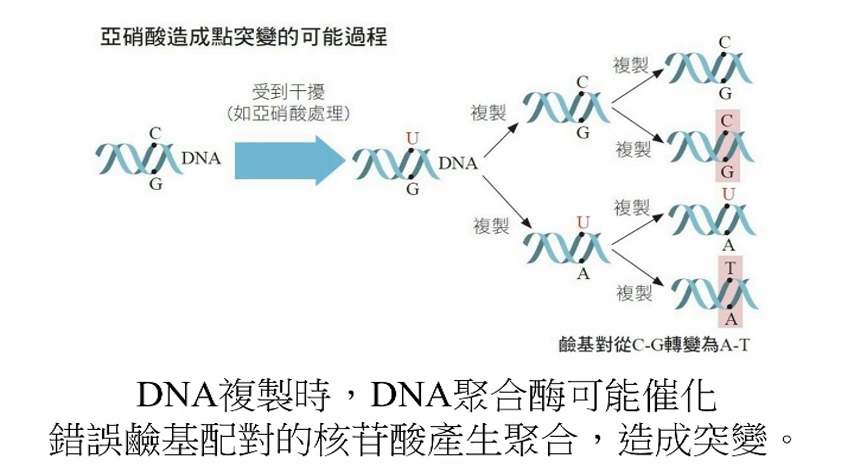 亞硝酸造成點突變的可能過程
受到干擾
(如亞硝酸處理)
C
G
DNA
U
G
DNA
複製
複製
C
G
U
A
複製
複製
複製
複製
C
G
C
G
U
A
T
A
鹼基對從C-G轉變為A-T
DNA複製時，DNA聚合酶可能催化
錯誤鹼基配對的核苷酸產生聚合，造成突變。